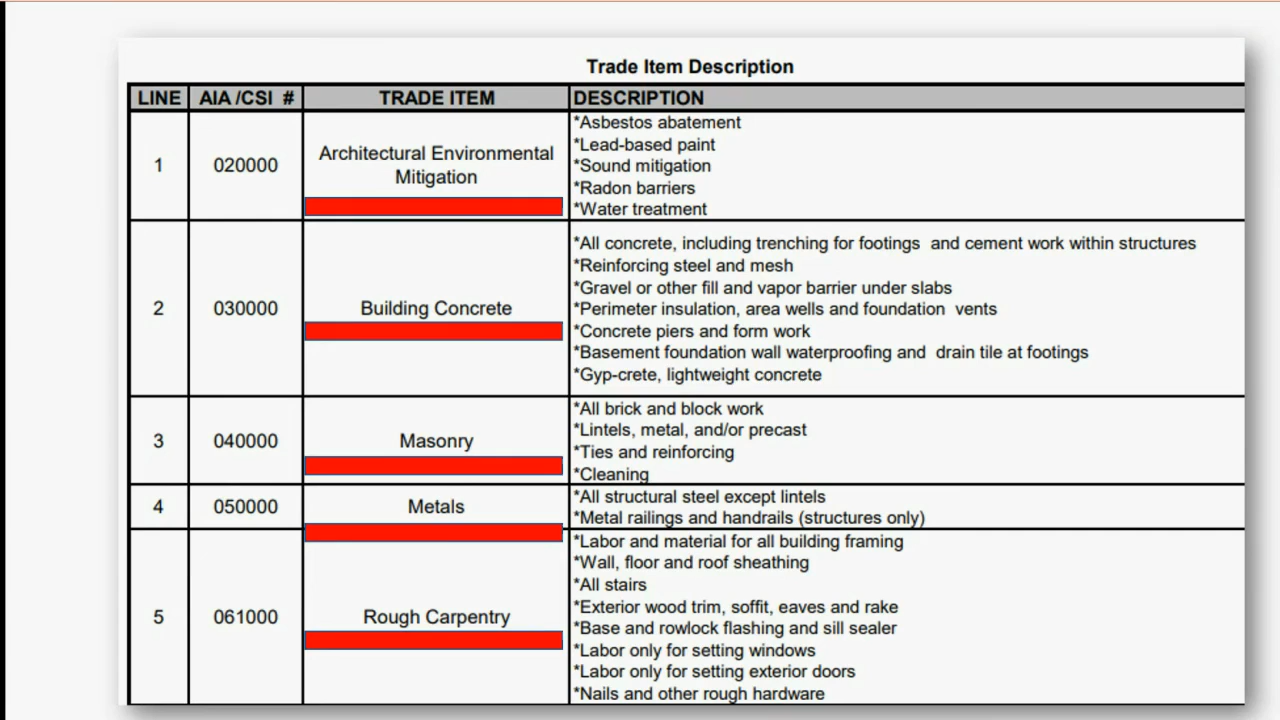 Trade Item Description
LINE AIA /CSI # TRADE ITEM DESCRIPTION
1 020000 Architectural Environmental Mitigation
*Asbestos abatement
*Lead-based paint
*Sound mitigation
*Radon barriers
*Water treatment
2 030000 Building Concrete
*All concrete, including trenching for footings and cement work within structures
*Reinforcing steel and mesh
*Gravel or other fill and vapor barrier under slabs
*Perimeter insulation, area wells and foundation vents
*Concrete piers and form work
*Basement foundation wall waterproofing and drain tile at footings
*Gyp-crete, lightweight concrete
3 040000 Masonry
*All brick and block work
*Lintels, metal, and/or precast
*Ties and reinforcing
*Cleaning
4 050000 Metals
*All structural steel except lintels
*Metal railings and handrails (structures only)
5 061000 Rough Carpentry
*Labor and material for all building framing
*Wall, floor and roof sheathing
*All stairs
*Exterior wood trim, soffit, eaves and rake
*Base and rowlock flashing and sill sealer
*Labor only for setting windows
*Labor only for setting exterior doors
*Nails and other rough hardware